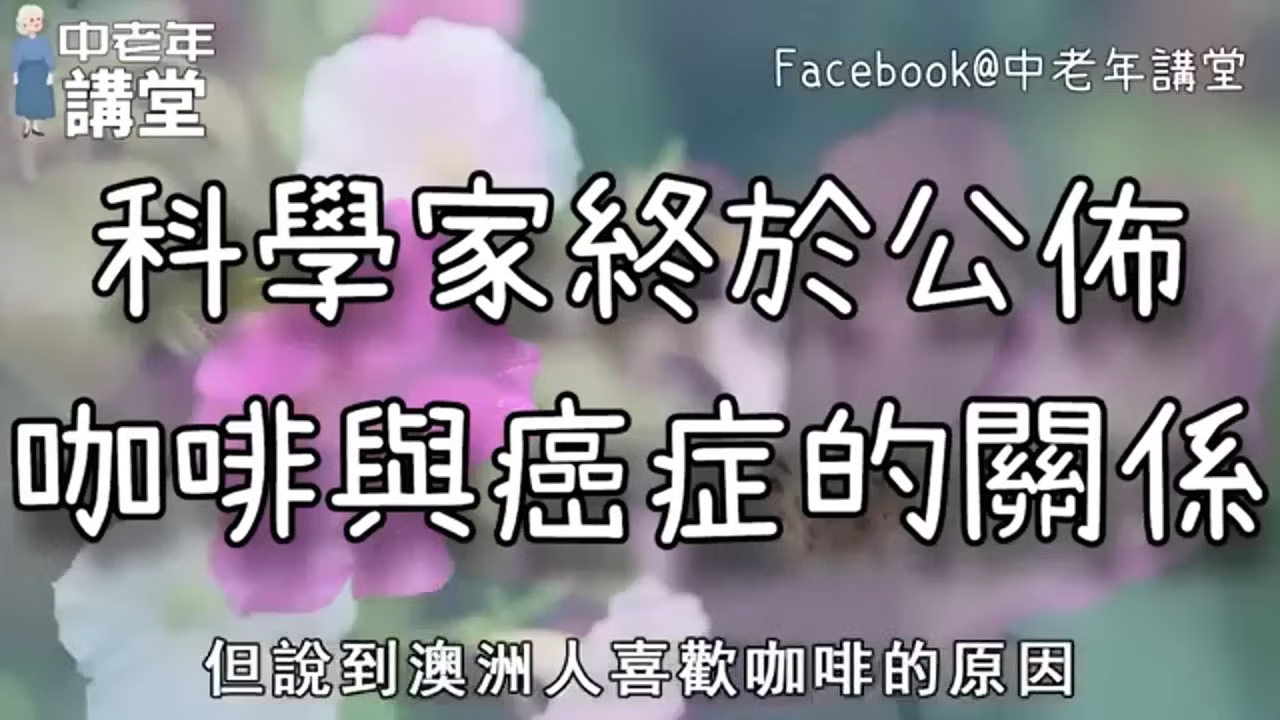 中老年
講堂
Facebook@中老年講堂
科學家終於公佈
咖啡與癌症的關係
但說到澳洲人喜歡咖啡的原因